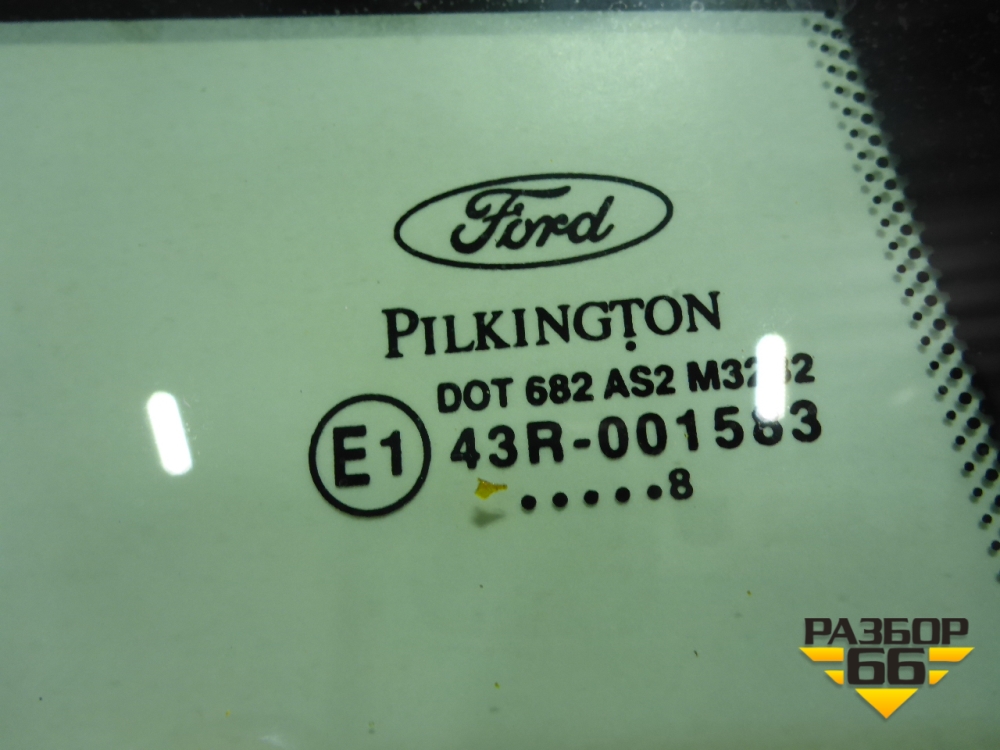 Ford
PILKINGTON
DOT 682 AS2
E1
43R-001583
.....8
РАЗБОР
66